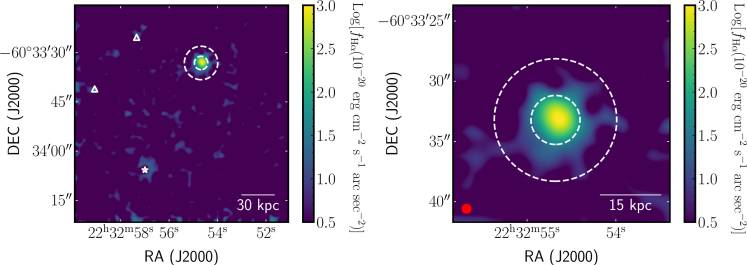 −60°33′30″
45″
34′00″
15″
DEC (J2000)
22ʰ32ᵐ58ˢ
56ˢ
54ˢ
52ˢ
RA (J2000)
30 kpc
3.0
2.5
2.0
1.5
1.0
0.5
Log[fHα(10⁻²⁰ erg cm⁻² s⁻¹ arc sec⁻²)]
−60°33′25″
30″
35″
40″
DEC (J2000)
22ʰ32ᵐ55ˢ
54ˢ
RA (J2000)
15 kpc
3.0
2.5
2.0
1.5
1.0
0.5
Log[fHα(10⁻²⁰ erg cm⁻² s⁻¹ arc sec⁻²)]